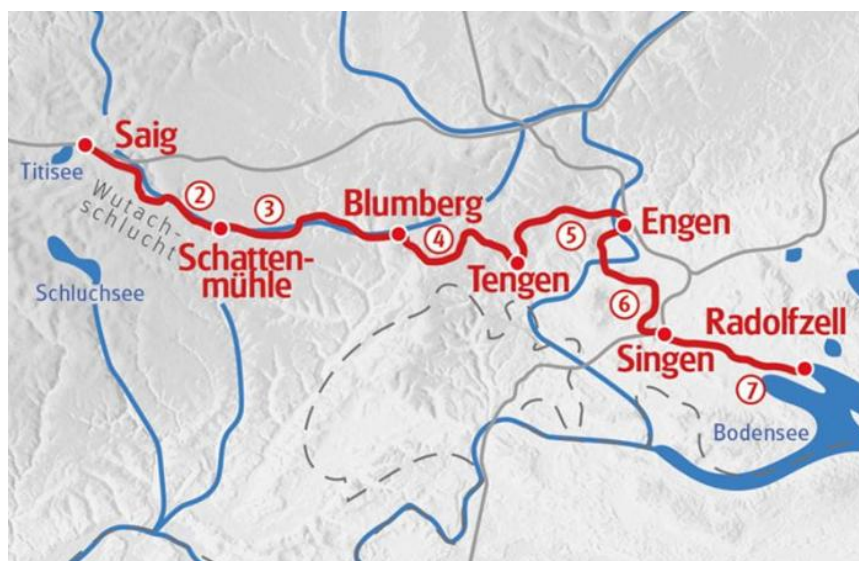 Saig
Titisee
Wutach-
schlucht
②
③
Schatten-
mühle
Schluchsee
Blumberg
④
Tengen
⑤
Engen
⑥
Singen
Radolfzell
⑦
Bodensee